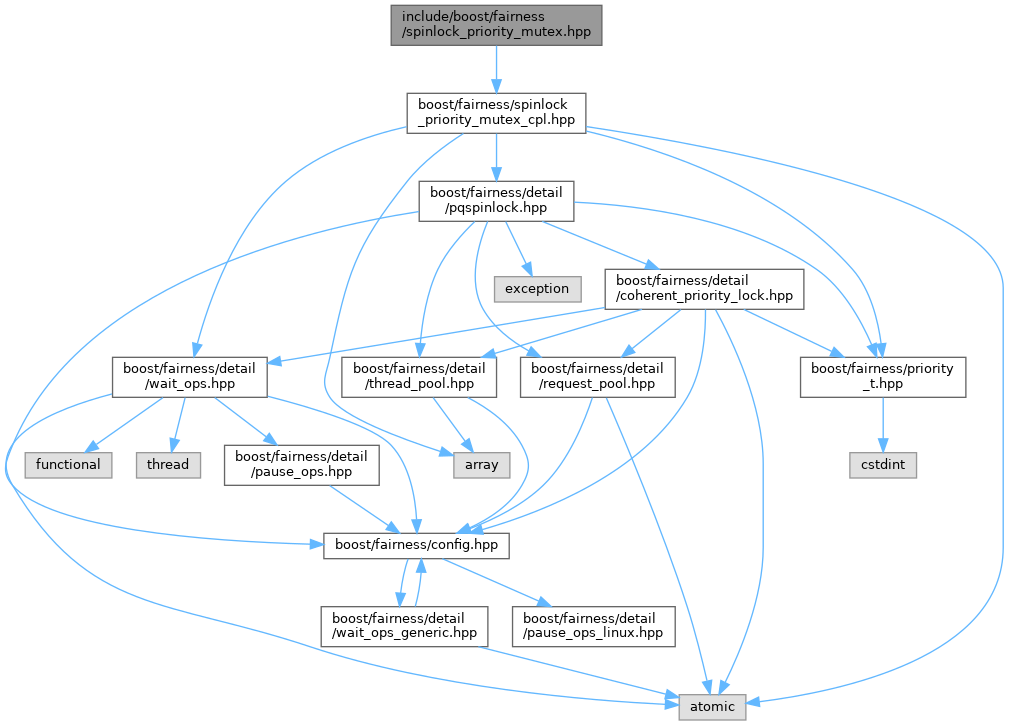 include/boost/fairness
/spinlock_priority_mutex.hpp
boost/fairness/spinlock
_priority_mutex_cpl.hpp
boost/fairness/detail
/pqspinlock.hpp
exception
boost/fairness/detail
/coherent_priority_lock.hpp
boost/fairness/detail
/wait_ops.hpp
boost/fairness/detail
/thread_pool.hpp
boost/fairness/detail
/request_pool.hpp
boost/fairness/priority
_t.hpp
functional
thread
boost/fairness/detail
/pause_ops.hpp
array
cstdint
boost/fairness/config.hpp
boost/fairness/detail
/wait_ops_generic.hpp
boost/fairness/detail
/pause_ops_linux.hpp
atomic